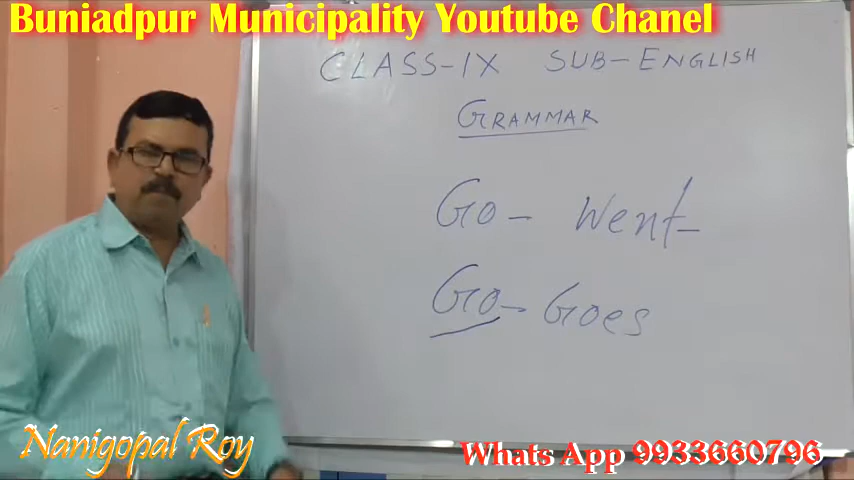 Buniadpur Municipality Youtube Chanel
CLASS-IX SUB-ENGLISH
GRAMMAR
Go- Went-
Go- Goes
Nanigopal Roy
Whats App 9933660796